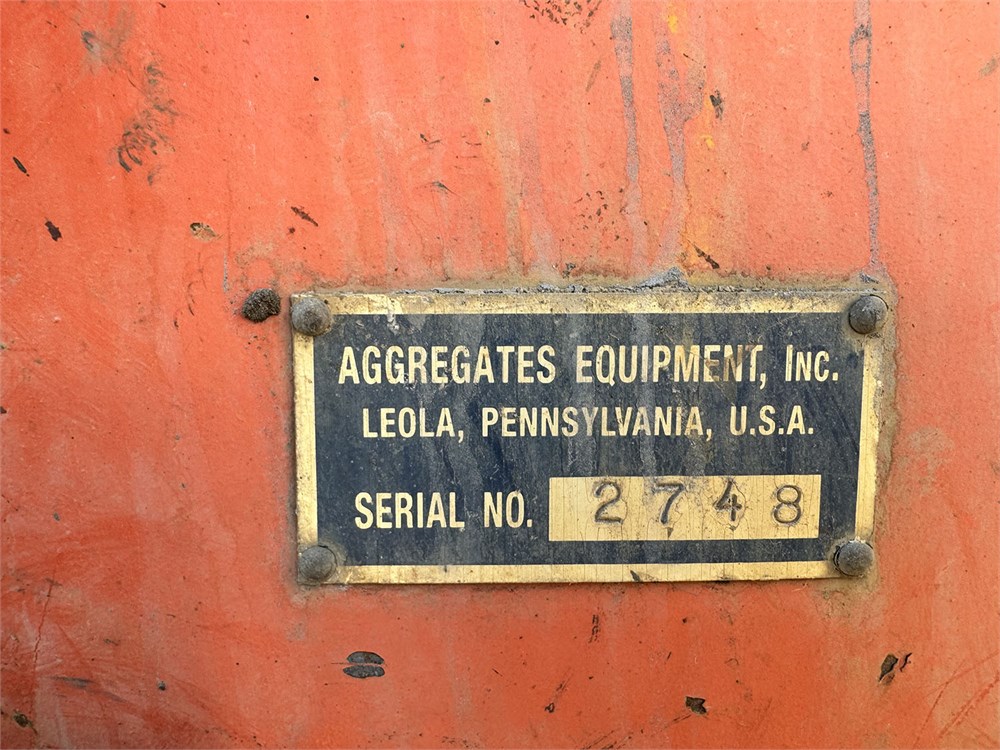 AGGREGATES EQUIPMENT, INC.
LEOLA, PENNSYLVANIA, U.S.A.
SERIAL NO. 2748